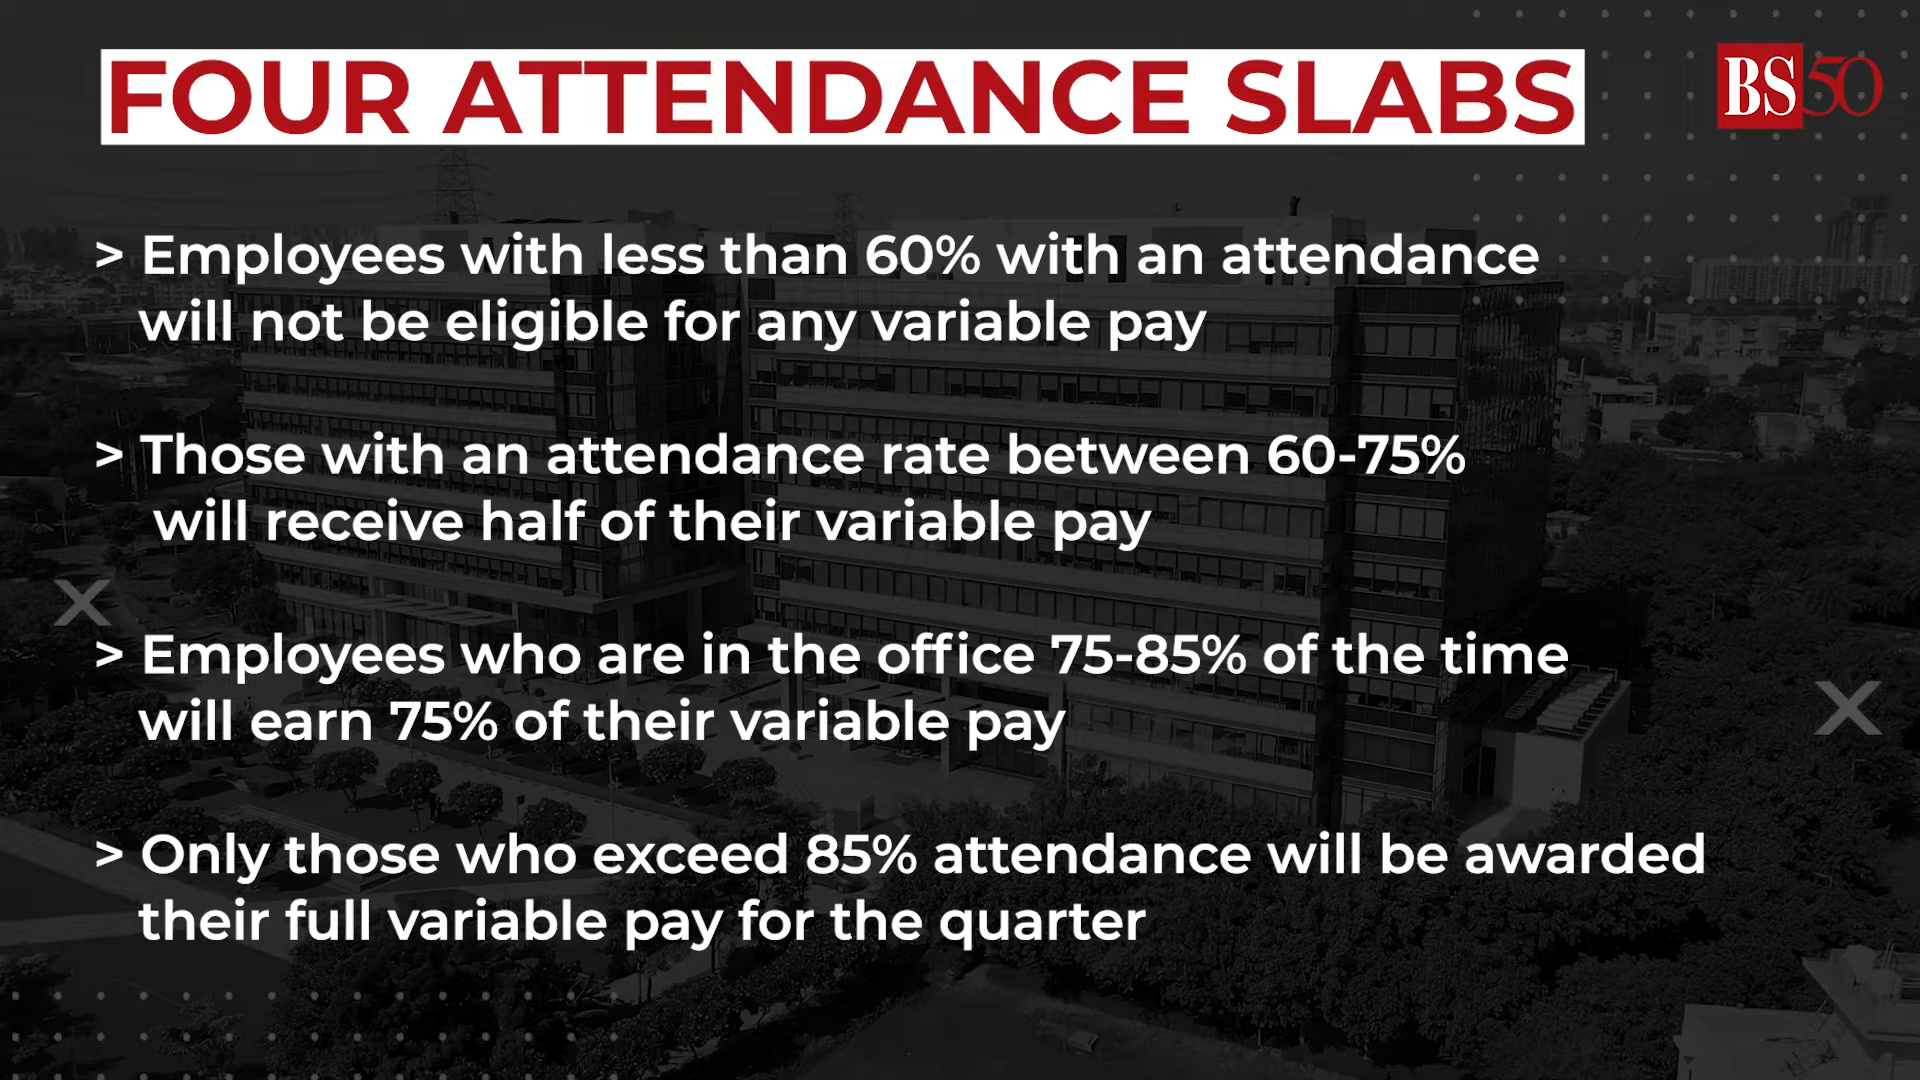 FOUR ATTENDANCE SLABS
BS50
> Employees with less than 60% with an attendance
will not be eligible for any variable pay
> Those with an attendance rate between 60-75%
will receive half of their variable pay
> Employees who are in the office 75-85% of the time
will earn 75% of their variable pay
> Only those who exceed 85% attendance will be awarded
their full variable pay for the quarter